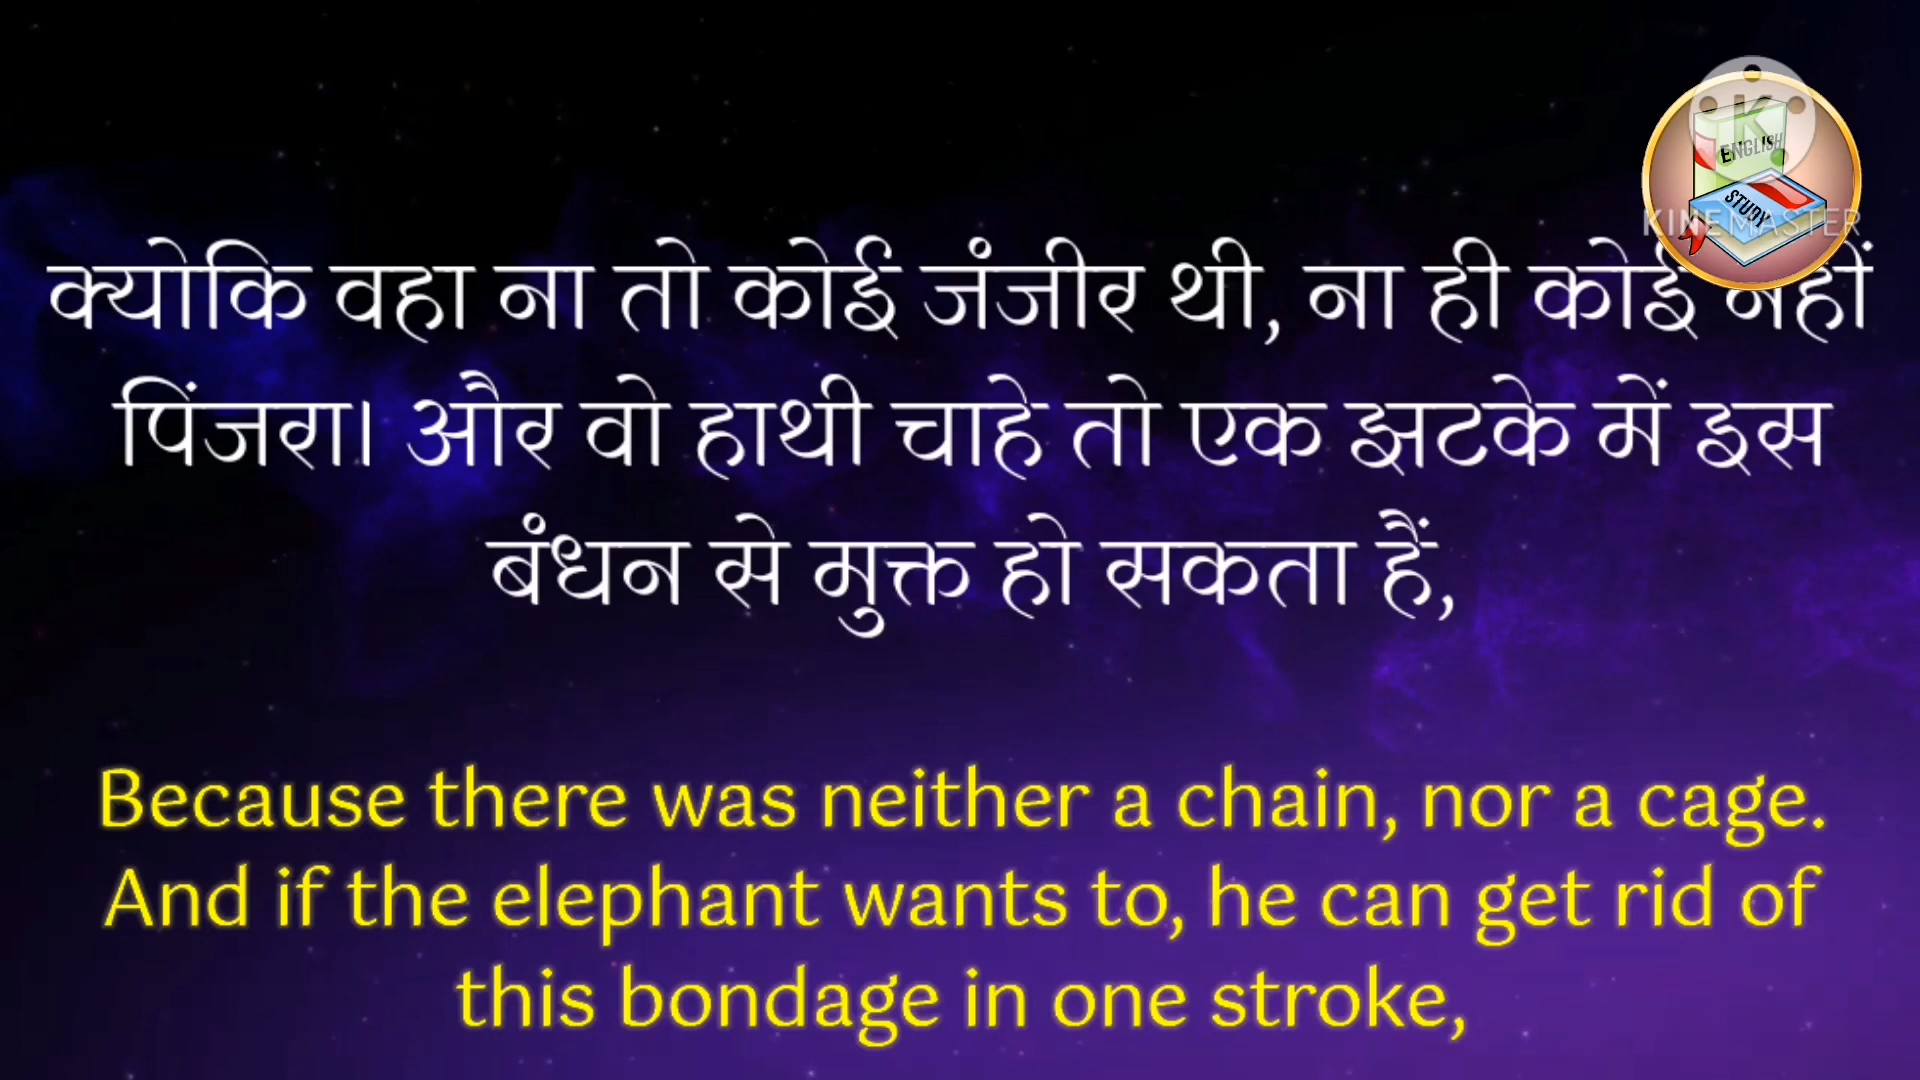 ENGLISH
STUDY
KINEMASTER
क्योकि वहा ना तो कोई जंजीर थी, ना ही कोई नहीं
पिंजरा। और वो हाथी चाहे तो एक झटके में इस
बंधन से मुक्त हो सकता हैं,
Because there was neither a chain, nor a cage.
And if the elephant wants to, he can get rid of
this bondage in one stroke,